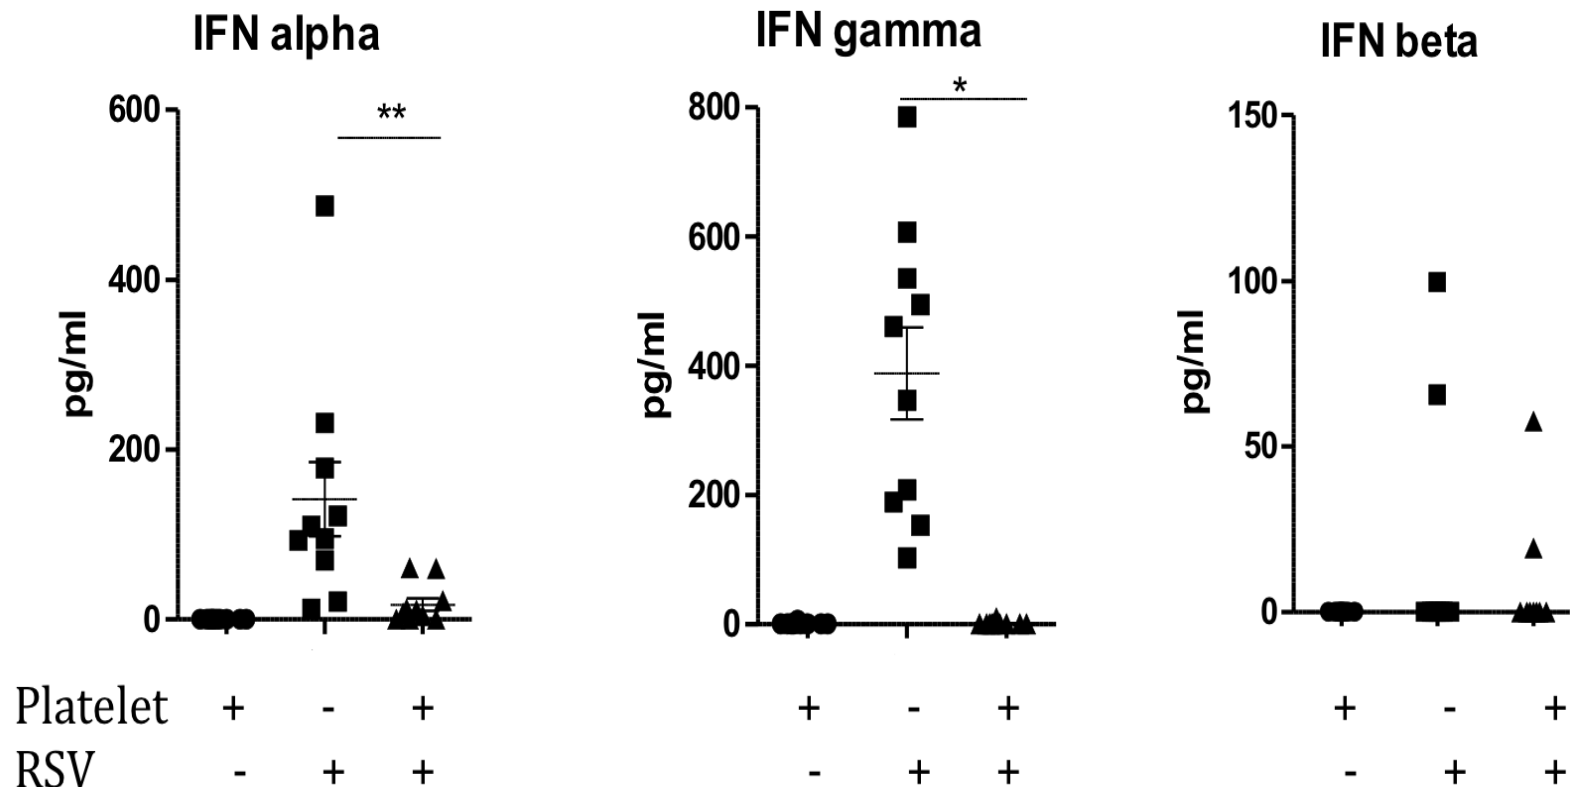 IFN alpha
600
400
200
0
pg/ml
**
IFN gamma
800
600
400
200
0
pg/ml
*
IFN beta
150
100
50
0
pg/ml
Platelet + - + + - + + - +
RSV - + + - + + - + +